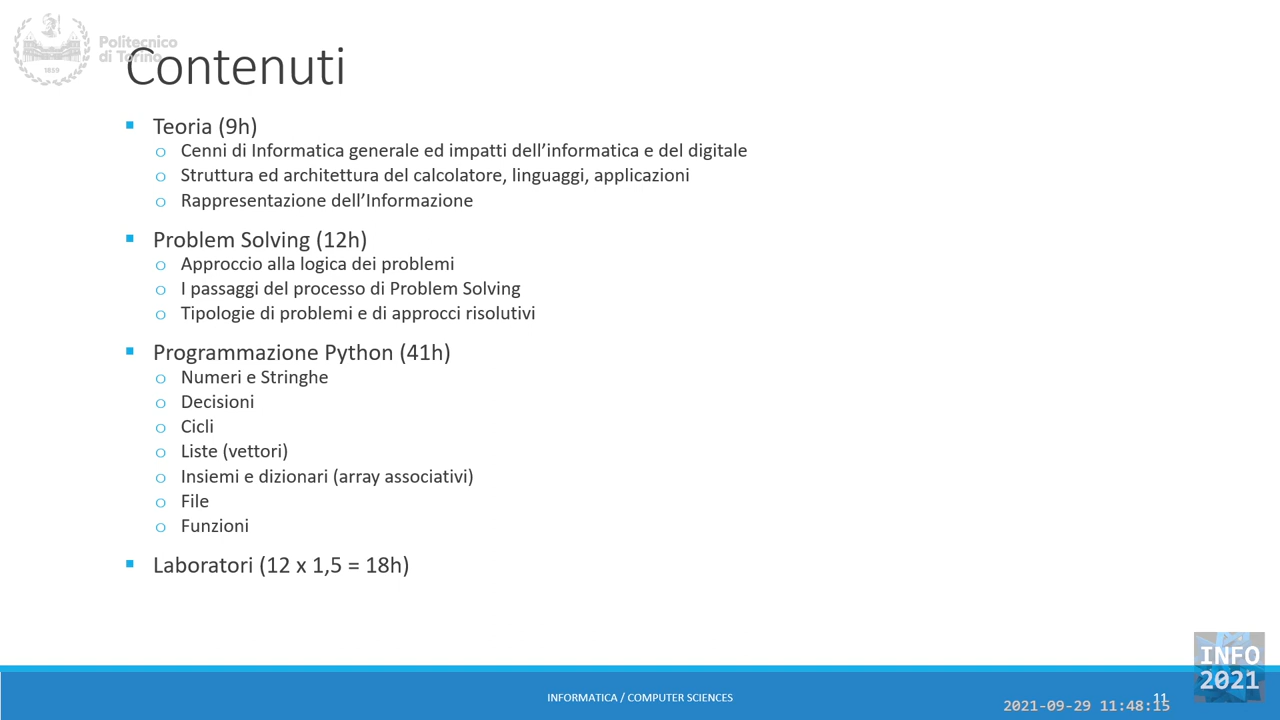 Politecnico
di Torino
1859
Contenuti
Teoria (9h)
Cenni di Informatica generale ed impatti dell’informatica e del digitale
Struttura ed architettura del calcolatore, linguaggi, applicazioni
Rappresentazione dell’Informazione
Problem Solving (12h)
Approccio alla logica dei problemi
I passaggi del processo di Problem Solving
Tipologie di problemi e di approcci risolutivi
Programmazione Python (41h)
Numeri e Stringhe
Decisioni
Cicli
Liste (vettori)
Insiemi e dizionari (array associativi)
File
Funzioni
Laboratori (12 x 1,5 = 18h)
INFORMATICA / COMPUTER SCIENCES
11
2021-09-29 11:48:15
INFO
2021